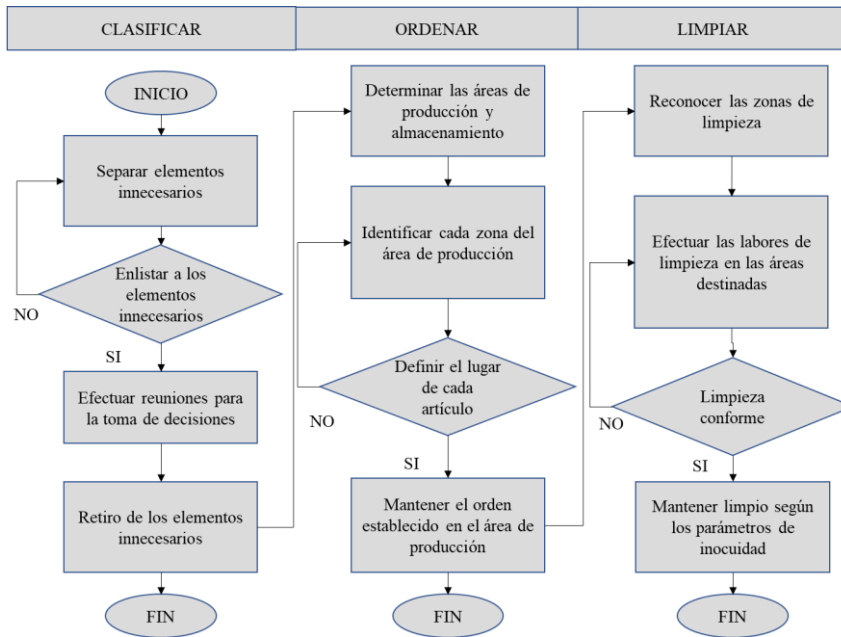 CLASIFICAR
ORDENAR
LIMPIAR
INICIO
Separar elementos
innecesarios
Enlistar a los
elementos
innecesarios
NO
SI
Efectuar reuniones para
la toma de decisiones
Retiro de los elementos
innecesarios
FIN
Determinar las áreas de
producción y
almacenamiento
Identificar cada zona del
área de producción
Definir el lugar
de cada
artículo
NO
SI
Mantener el orden
establecido en el área de
producción
FIN
Reconocer las zonas de
limpieza
Efectuar las labores de
limpieza en las áreas
destinadas
Limpieza
conforme
NO
SI
Mantener limpio según
los parámetros de
inocuidad
FIN